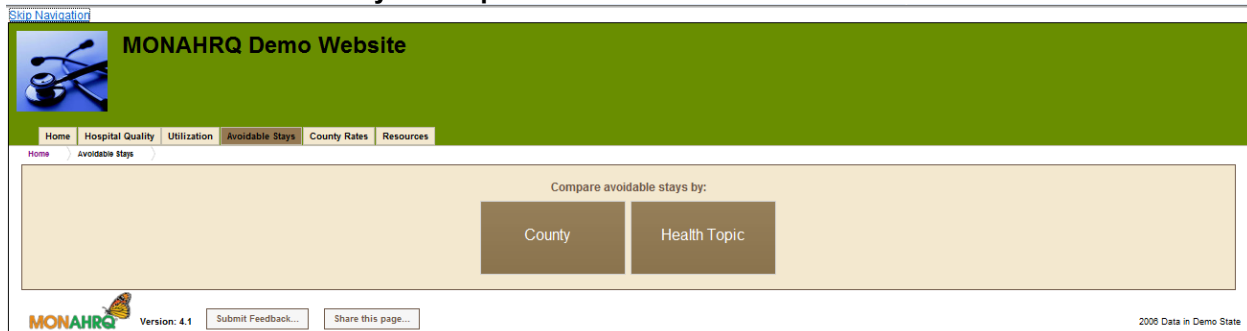 Skip Navigation
MONAHRQ Demo Website
Home Hospital Quality Utilization Avoidable Stays County Rates Resources
Home Avoidable Stays
Compare avoidable stays by:
County Health Topic
MONAHRQ Version: 4.1 Submit Feedback... Share this page... 2006 Data in Demo State